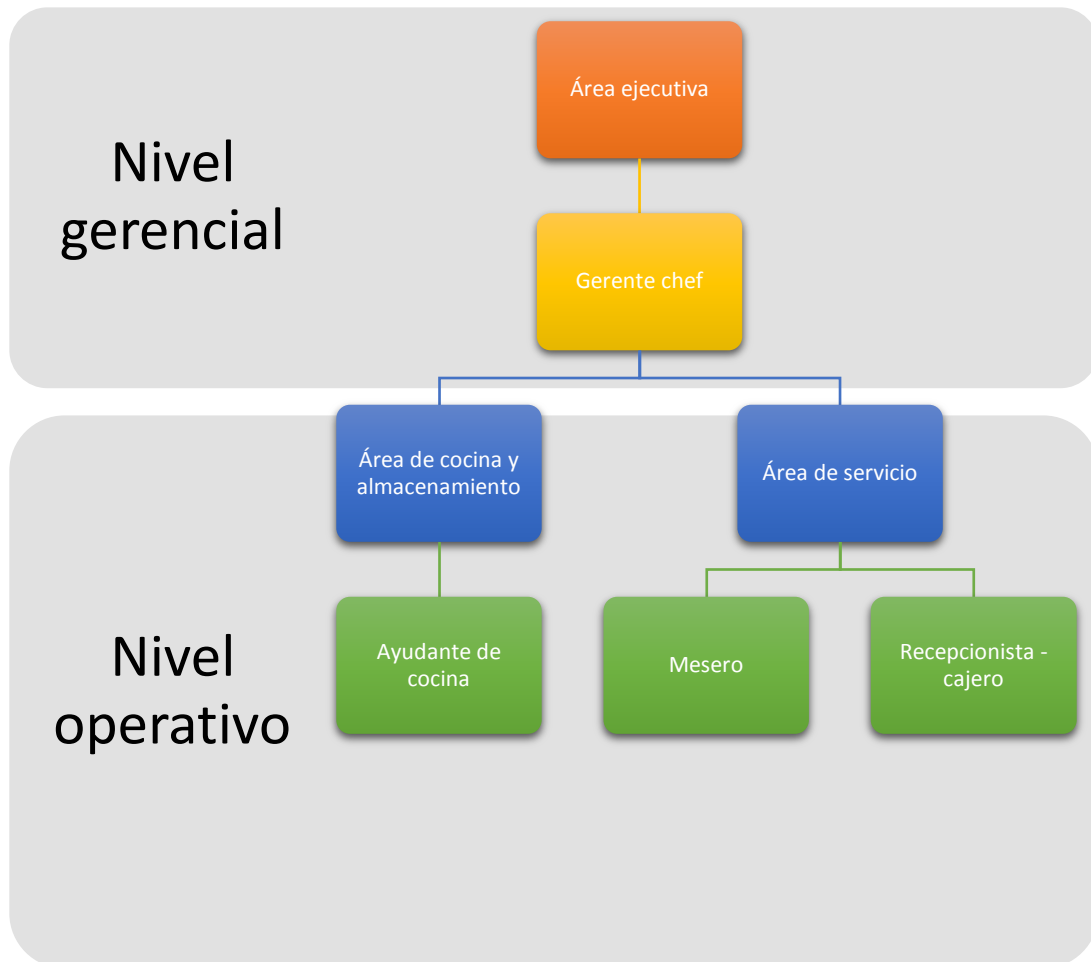 Área ejecutiva
Nivel
gerencial
Gerente chef
Área de cocina y
almacenamiento
Área de servicio
Nivel
operativo
Ayudante de
cocina
Mesero
Recepcionista -
cajero